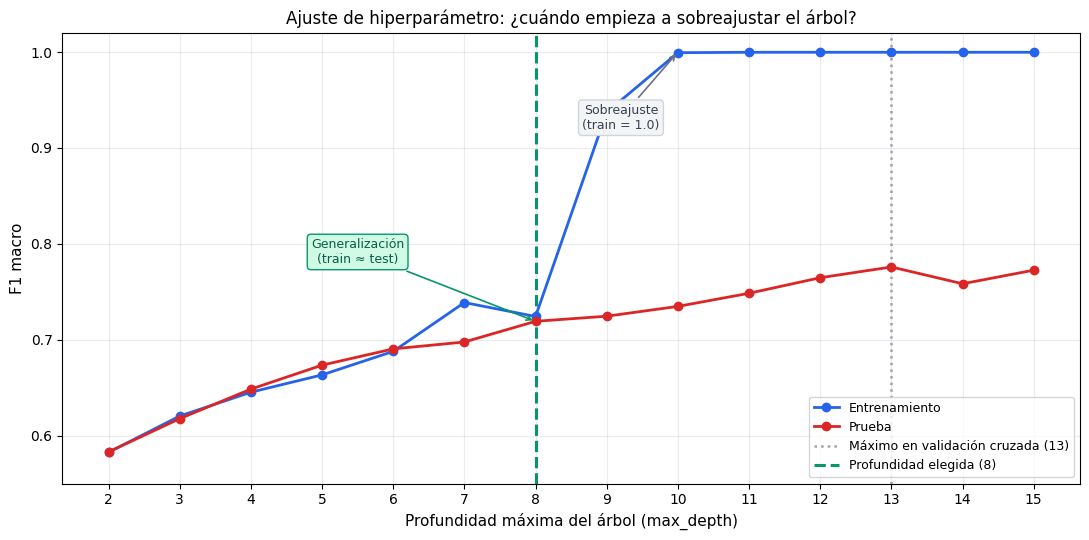 Ajuste de hiperparámetro: ¿cuándo empieza a sobreajustar el árbol?
F1 macro
1.0
0.9
0.8
0.7
0.6
Sobreajuste
(train = 1.0)
Generalización
(train ≈ test)
Entrenamiento
Prueba
Máximo en validación cruzada (13)
Profundidad elegida (8)
2 3 4 5 6 7 8 9 10 11 12 13 14 15
Profundidad máxima del árbol (max_depth)